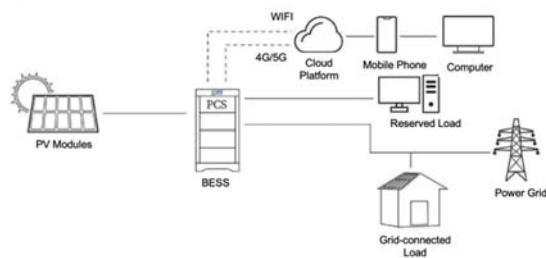 WIFI
4G/5G
Cloud
Platform
Mobile Phone
Computer
PCS
Reserved Load
PV Modules
BESS
Power Grid
Grid-connected
Load